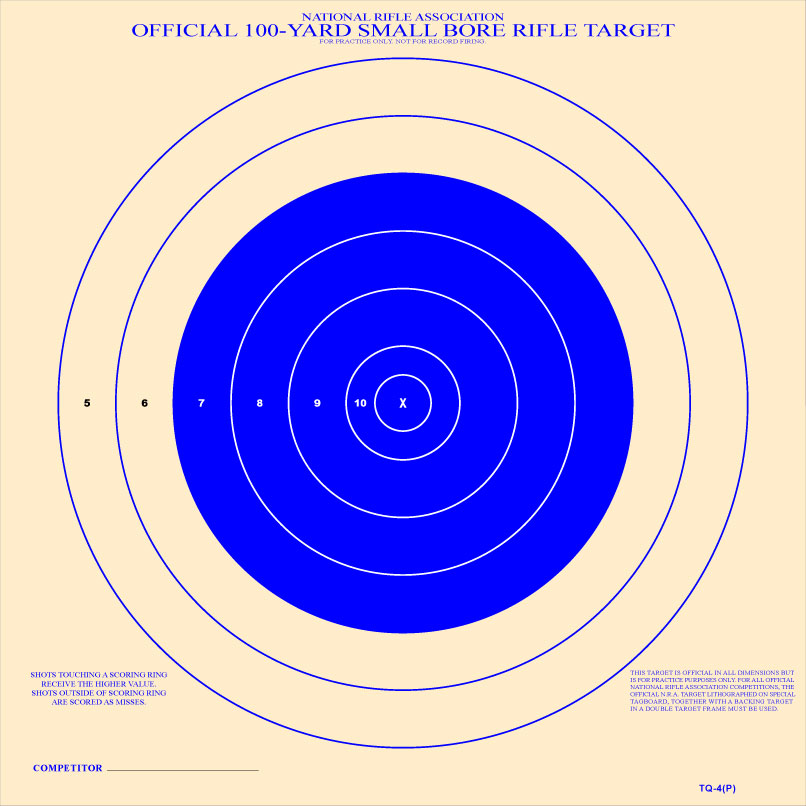 NATIONAL RIFLE ASSOCIATION
OFFICIAL 100-YARD SMALL BORE RIFLE TARGET
FOR PRACTICE ONLY. NOT FOR RECORD FIRING.
5 6 7 8 9 10 X
SHOTS TOUCHING A SCORING RING
RECEIVE THE HIGHER VALUE.
SHOTS OUTSIDE OF SCORING RING
ARE SCORED AS MISSES.
THIS TARGET IS OFFICIAL IN ALL DIMENSIONS BUT
IS FOR PRACTICE PURPOSES ONLY. FOR ALL OFFICIAL
NATIONAL RIFLE ASSOCIATION COMPETITIONS, THE
OFFICIAL N.R.A. TARGET LITHOGRAPHED ON SPECIAL
TAGBOARD, TOGETHER WITH A BACKING TARGET
IN A DOUBLE TARGET FRAME MUST BE USED.
COMPETITOR
TQ-4(P)